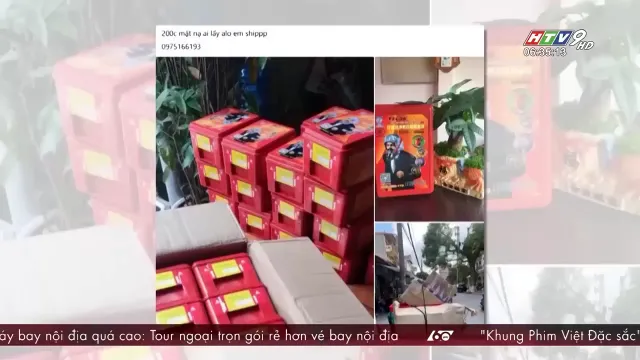 200c mặt nạ ai lấy alo em shippp
0975166193
HTV9 HD
06:35:13
áy bay nội địa quá cao: Tour ngoại trọn gói rẻ hơn vé bay nội địa
60
"Khung Phim Việt Đặc sắc"